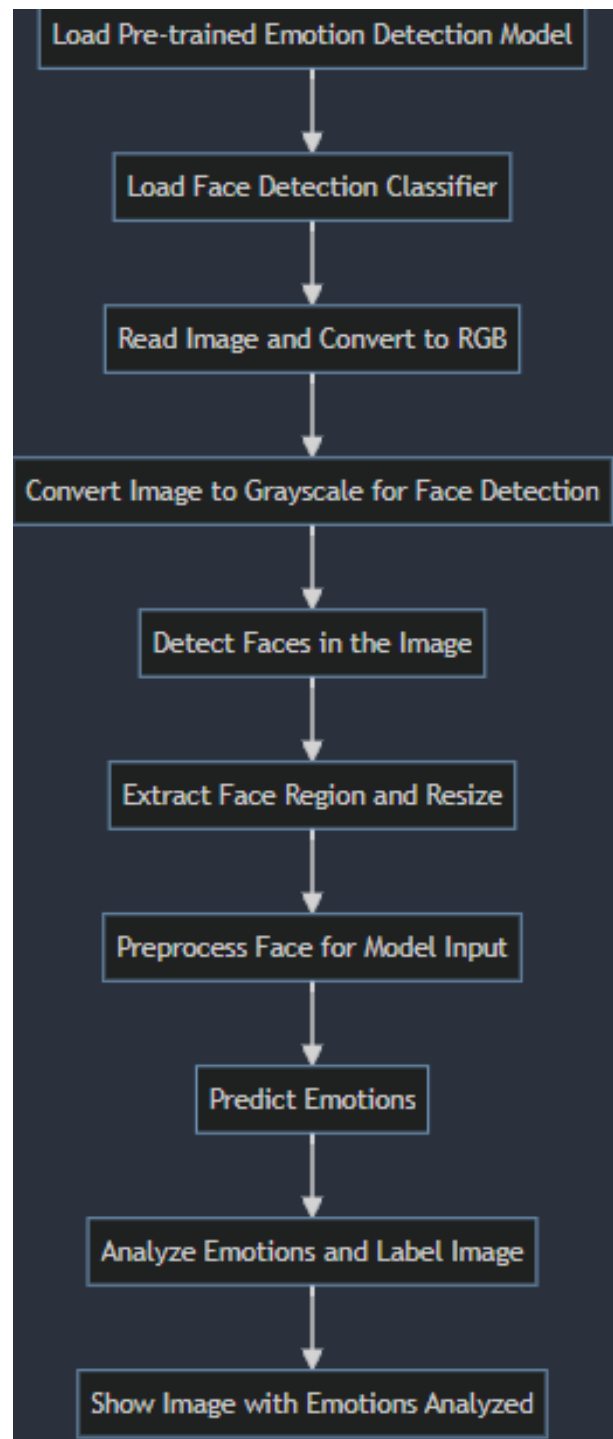 Load Pre-trained Emotion Detection Model
Load Face Detection Classifier
Read Image and Convert to RGB
Convert Image to Grayscale for Face Detection
Detect Faces in the Image
Extract Face Region and Resize
Preprocess Face for Model Input
Predict Emotions
Analyze Emotions and Label Image
Show Image with Emotions Analyzed